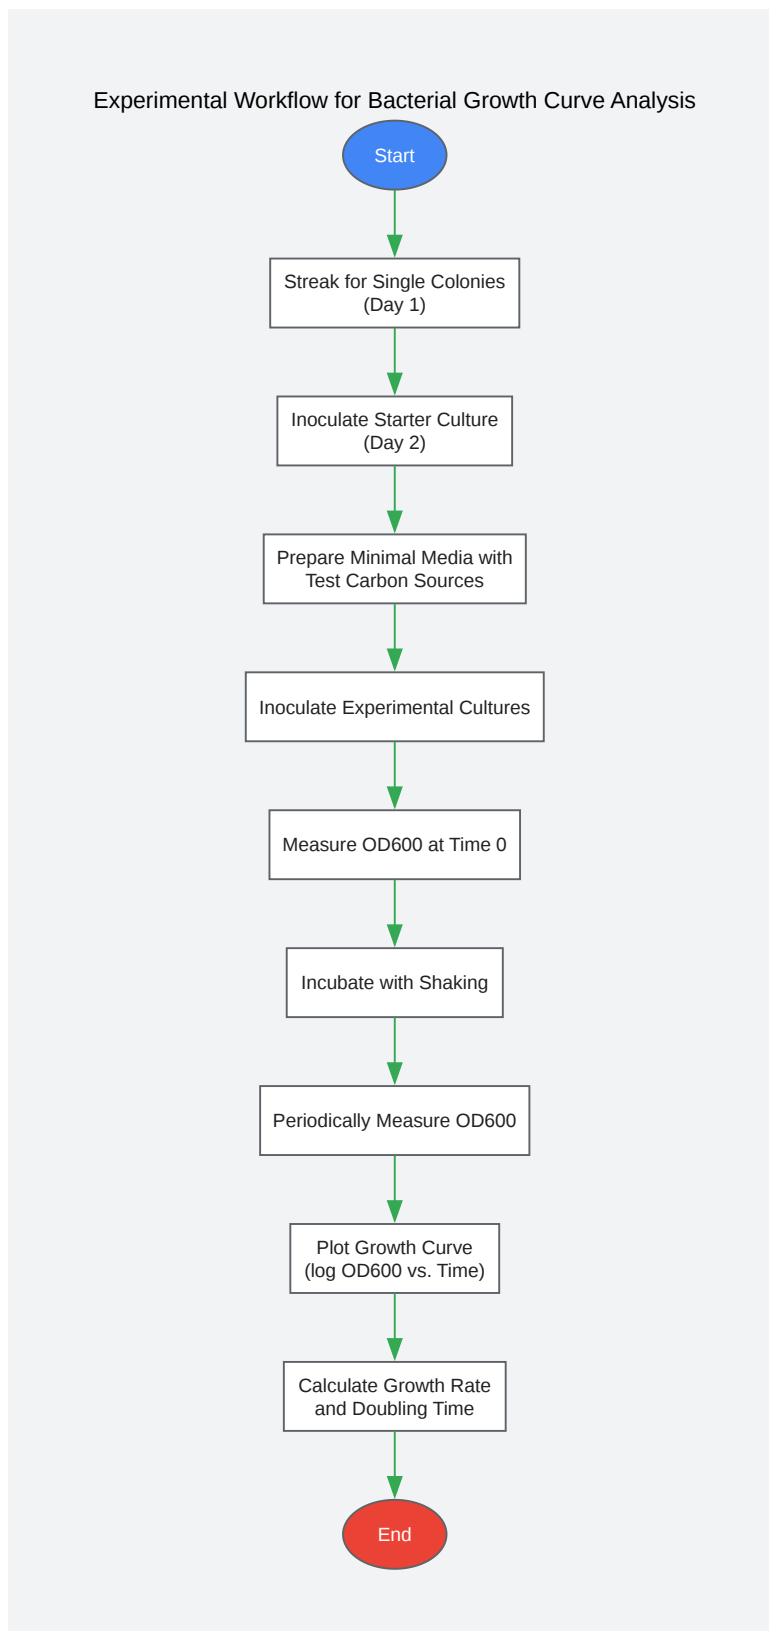 Experimental Workflow for Bacterial Growth Curve Analysis
Start
Streak for Single Colonies
(Day 1)
Inoculate Starter Culture
(Day 2)
Prepare Minimal Media with
Test Carbon Sources
Inoculate Experimental Cultures
Measure OD600 at Time 0
Incubate with Shaking
Periodically Measure OD600
Plot Growth Curve
(log OD600 vs. Time)
Calculate Growth Rate
and Doubling Time
End